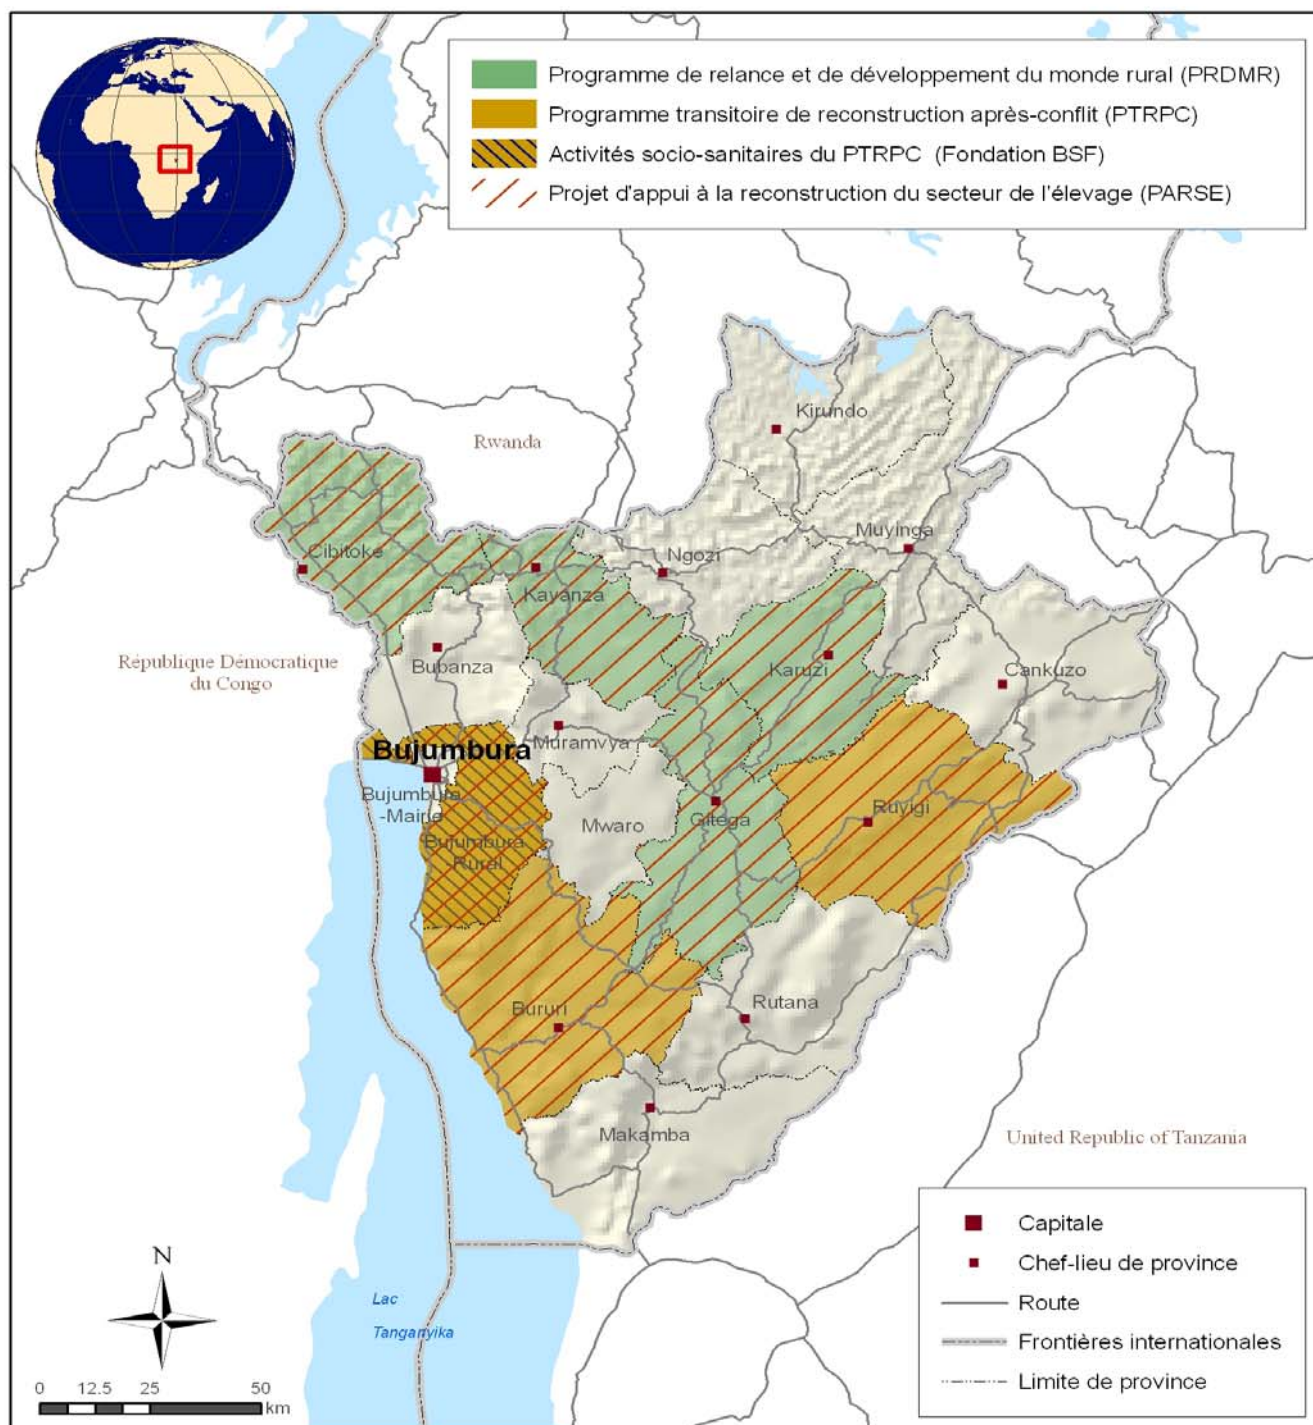 Programme de relance et de développement du monde rural (PRDMR)
Programme transitoire de reconstruction après-conflit (PTRPC)
Activités socio-sanitaires du PTRPC (Fondation BSF)
Projet d'appui à la reconstruction du secteur de l'élevage (PARSE)
Kirundo
Rwanda
Muyinga
Cibitoke
Ngozi
Kayanza
République Démocratique
du Congo
Bubanza
Karuzi
Cankuzo
Bujumbura
Muramvya
Bujumbura
-Mairie
Mwaro
Gitega
Ruyigi
Bujumbura
Rural
Bururi
Rutana
Makamba
United Republic of Tanzania
Capitale
Chef-lieu de province
Route
Frontières internationales
Limite de province
N
Lac
Tanganyika
0 12.5 25 50
km